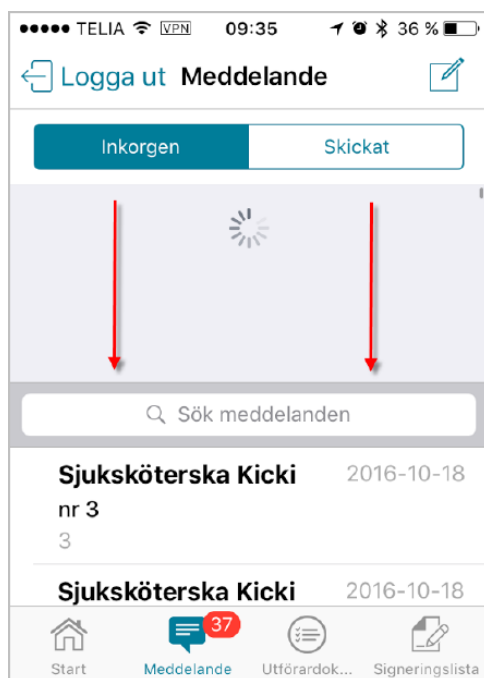 TELIA VPN 09:35 36 %
Logga ut Meddelande
Inkorgen Skickat
Sök meddelanden
Sjuksköterska Kicki 2016-10-18
nr 3
3
Sjuksköterska Kicki 2016-10-18
37
Start Meddelande Utförardok... Signeringslista